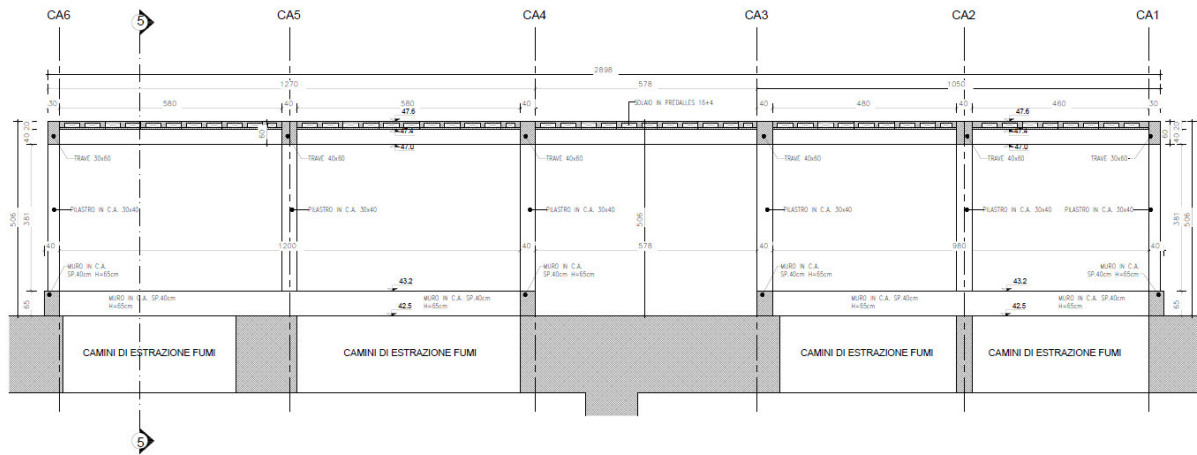 CA6
CA5
CA4
CA3
CA2
CA1
5
2898
1270
578
1050
30
580
40
580
40
SOLAIO IN PREDALLES 16+4
40
480
40
460
30
47.6
47.6
20
40
60
47.4
47.0
47.4
47.0
60
20
40
TRAVE 30x60
TRAVE 40x60
TRAVE 40x60
TRAVE 40x60
TRAVE 40x60
TRAVE 30x60
PILASTRO IN C.A. 30x40
PILASTRO IN C.A. 30x40
PILASTRO IN C.A. 30x40
PILASTRO IN C.A. 30x40
PILASTRO IN C.A. 30x40
PILASTRO IN C.A. 30x40
506
381
506
381
506
40
1200
40
578
40
980
40
MURO IN C.A.
SP.40cm H=65cm
MURO IN C.A.
SP.40cm H=65cm
MURO IN C.A.
SP.40cm H=65cm
MURO IN C.A.
SP.40cm H=65cm
43.2
43.2
65
MURO IN C.A. SP.40cm
H=65cm
MURO IN C.A. SP.40cm
H=65cm
MURO IN C.A. SP.40cm
H=65cm
MURO IN C.A. SP.40cm
H=65cm
65
42.5
42.5
CAMINI DI ESTRAZIONE FUMI
CAMINI DI ESTRAZIONE FUMI
CAMINI DI ESTRAZIONE FUMI
CAMINI DI ESTRAZIONE FUMI
5